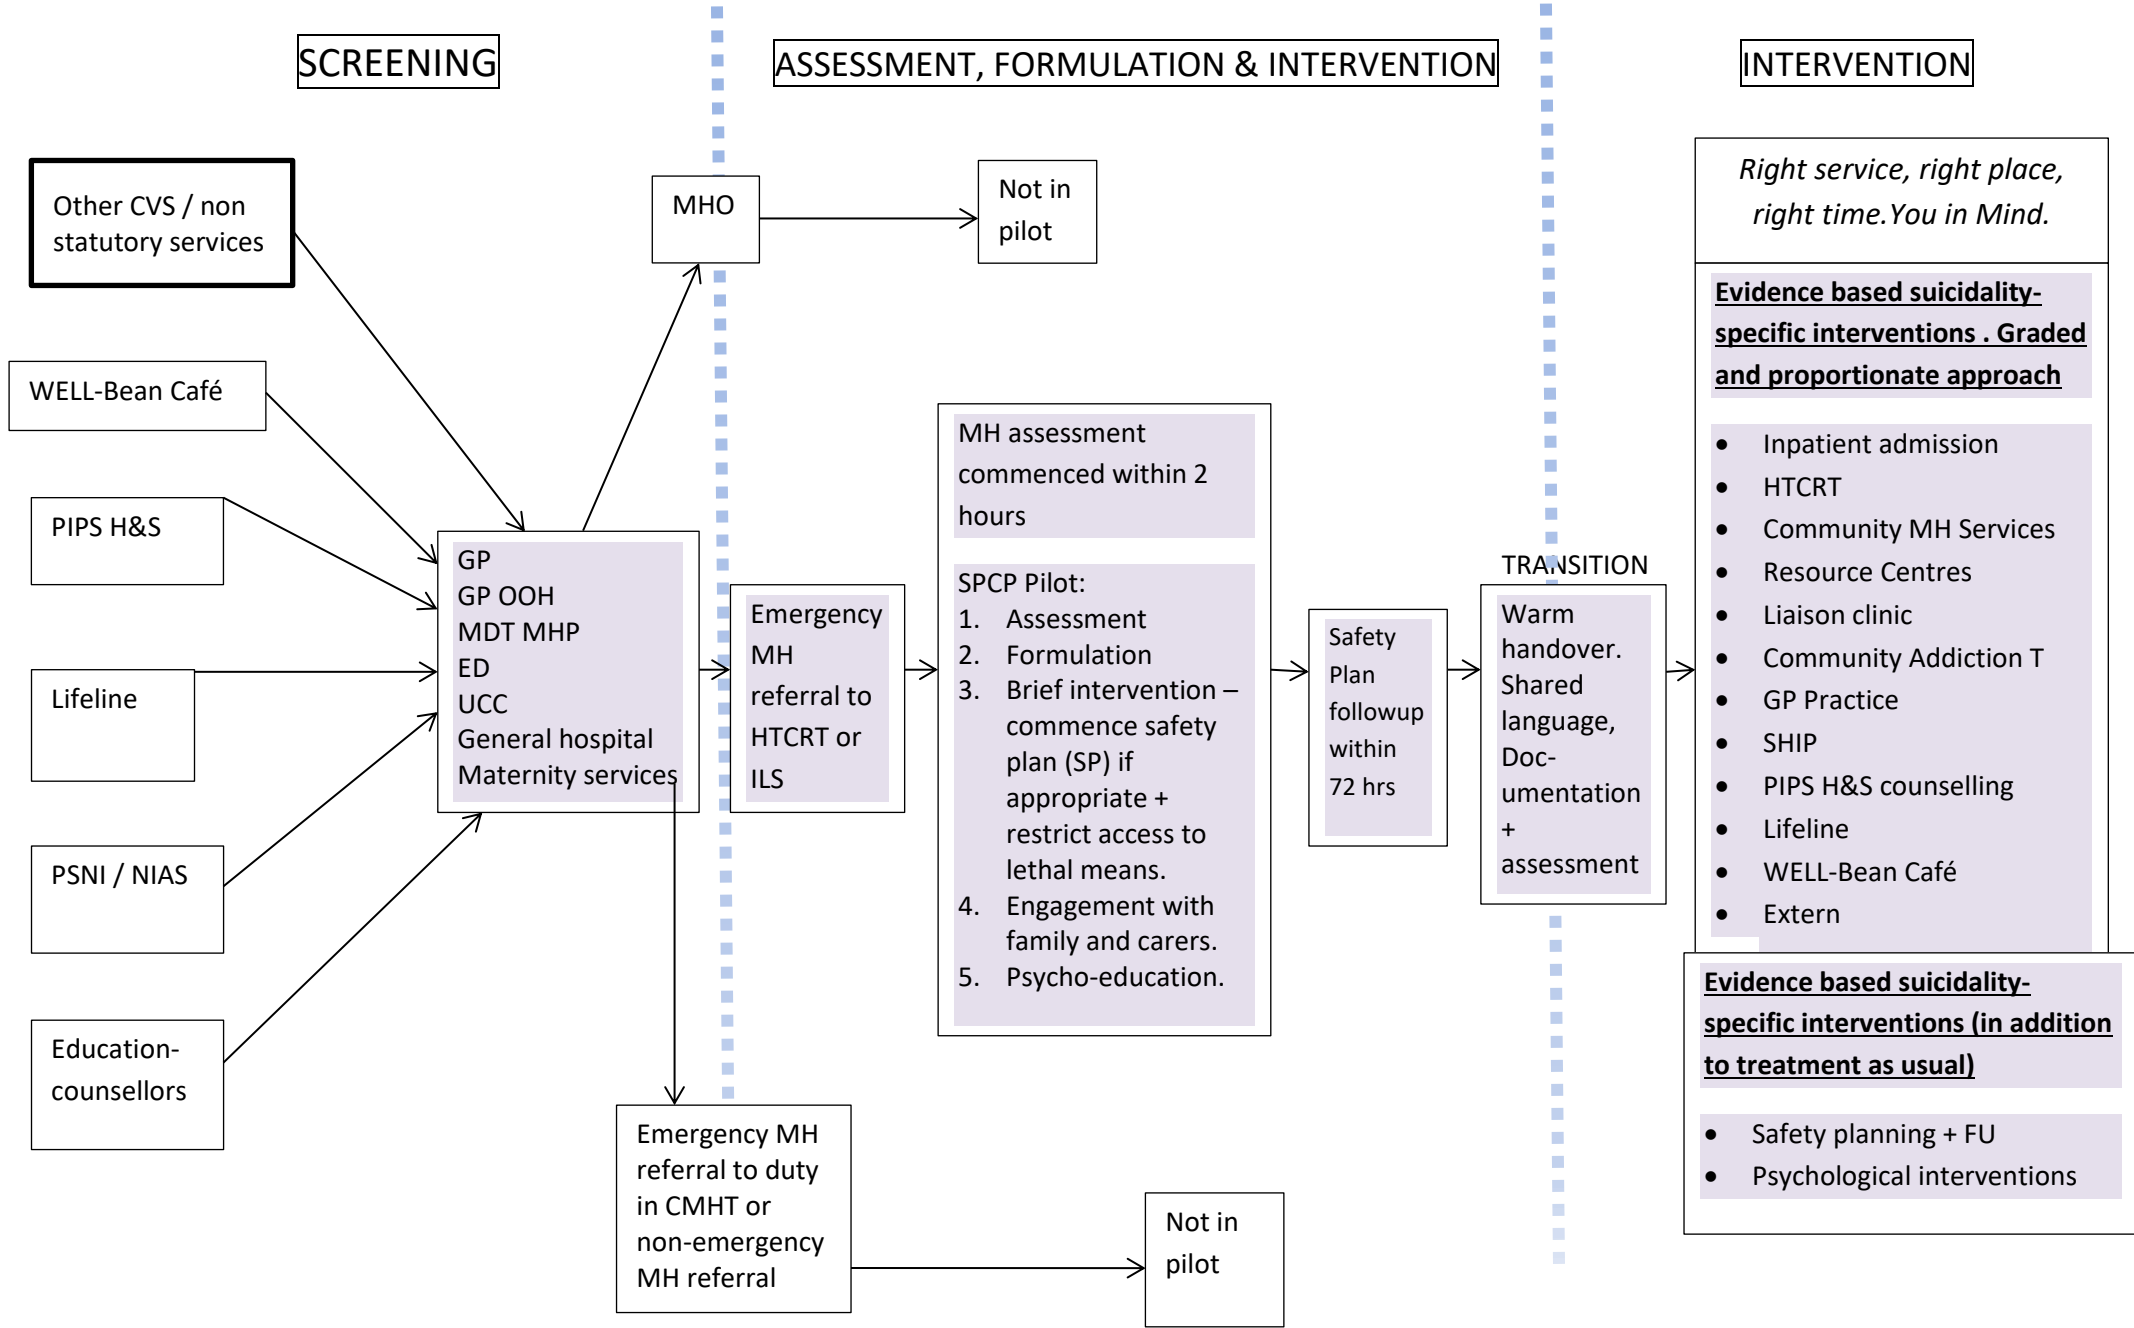 SCREENING
ASSESSMENT, FORMULATION & INTERVENTION
INTERVENTION
Other CVS / non
statutory services
WELL-Bean Café
PIPS H&S
Lifeline
PSNI / NIAS
Education-
counsellors
GP
GP OOH
MDT MHP
ED
UCC
General hospital
Maternity services
MHO
Not in
pilot
Emergency
MH
referral to
HTCRT or
ILS
Emergency MH
referral to duty
in CMHT or
non-emergency
MH referral
Not in
pilot
MH assessment
commenced within 2
hours
SPCP Pilot:
1. Assessment
2. Formulation
3. Brief intervention –
commence safety
plan (SP) if
appropriate +
restrict access to
lethal means.
4. Engagement with
family and carers.
5. Psycho-education.
Safety
Plan
followup
within
72 hrs
TRANSITION
Warm
handover.
Shared
language,
Doc-
umentation
+
assessment
Right service, right place,
right time.You in Mind.
Evidence based suicidality-
specific interventions . Graded
and proportionate approach
• Inpatient admission
• HTCRT
• Community MH Services
• Resource Centres
• Liaison clinic
• Community Addiction T
• GP Practice
• SHIP
• PIPS H&S counselling
• Lifeline
• WELL-Bean Café
• Extern
Evidence based suicidality-
specific interventions (in addition
to treatment as usual)
• Safety planning + FU
• Psychological interventions